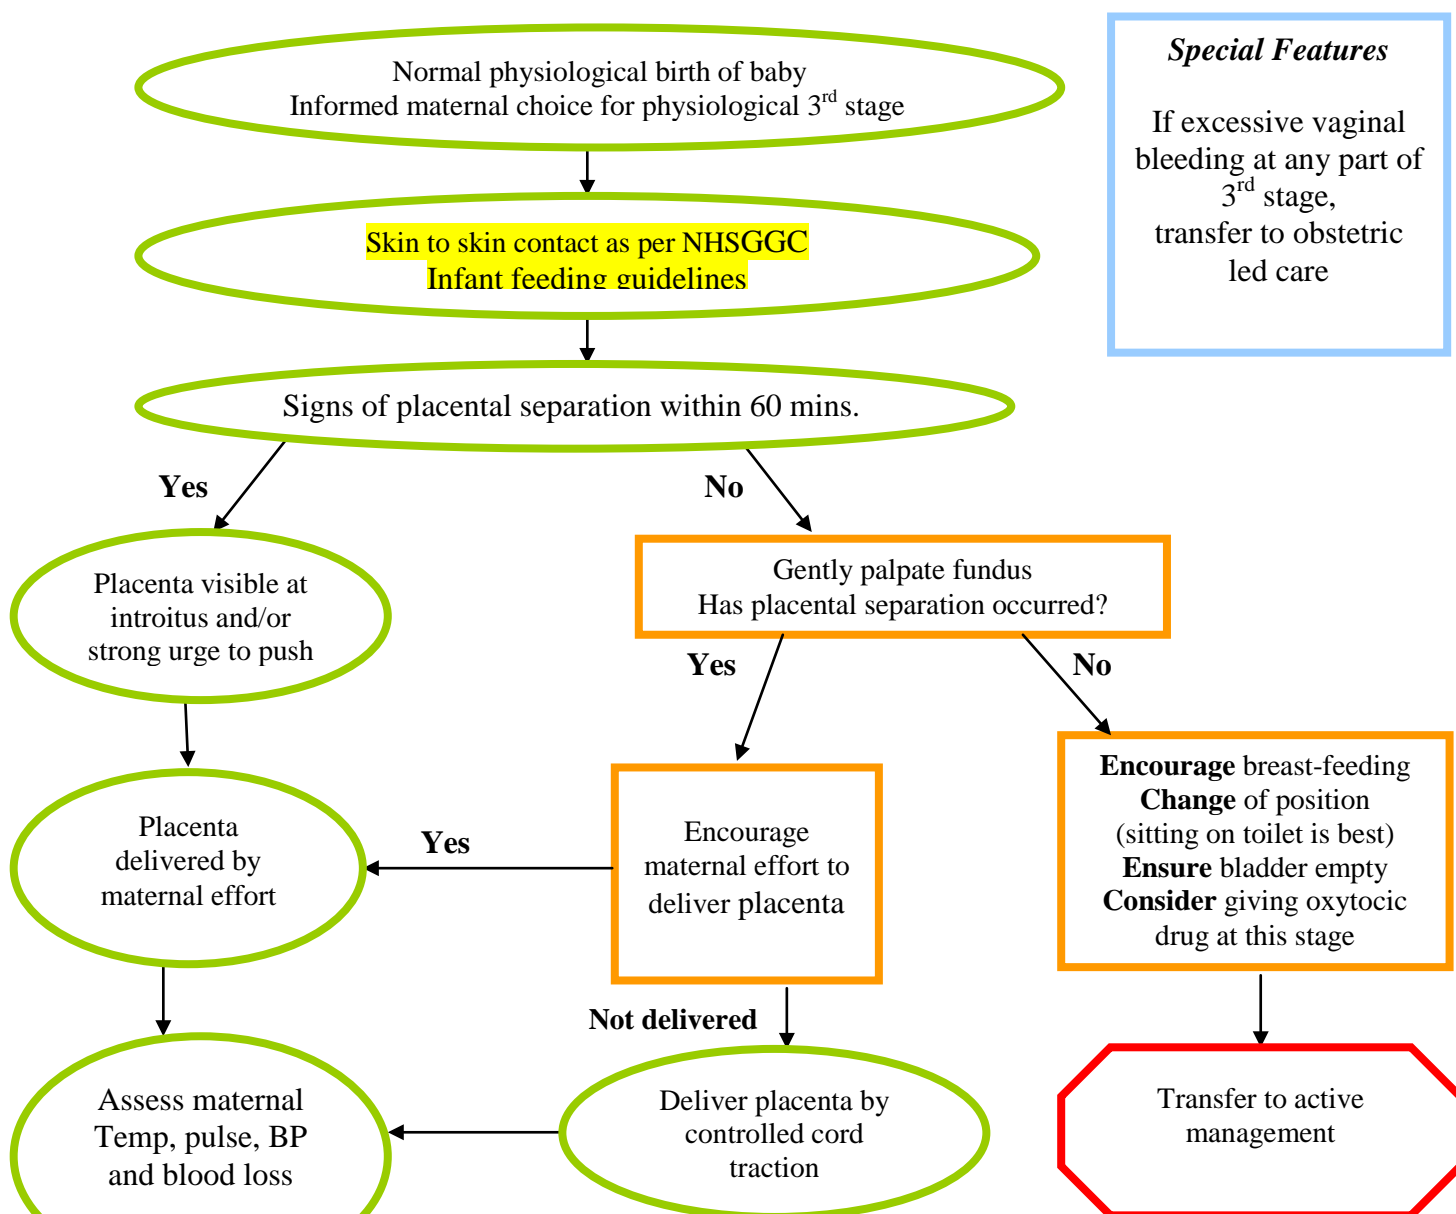 Normal physiological birth of baby
Informed maternal choice for physiological 3rd stage
Special Features
If excessive vaginal
bleeding at any part of
3rd stage,
transfer to obstetric
led care
Skin to skin contact as per NHSGGC
Infant feeding guidelines
Signs of placental separation within 60 mins.
Yes
No
Placenta visible at
introitus and/or
strong urge to push
Gently palpate fundus
Has placental separation occurred?
Yes
No
Placenta
delivered by
maternal effort
Yes
Encourage
maternal effort to
deliver placenta
Encourage breast-feeding
Change of position
(sitting on toilet is best)
Ensure bladder empty
Consider giving oxytocic
drug at this stage
Not delivered
Assess maternal
Temp, pulse, BP
and blood loss
Deliver placenta by
controlled cord
traction
Transfer to active
management